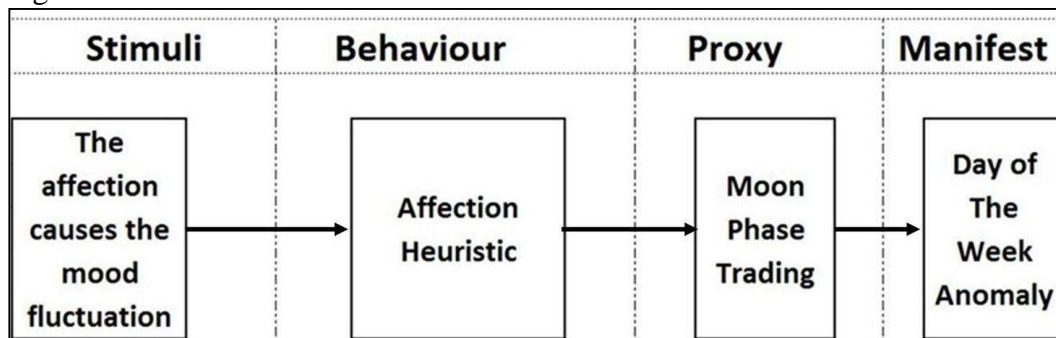 Stimuli
Behaviour
Proxy
Manifest
The
affection
causes the
mood
fluctuation
Affection
Heuristic
Moon
Phase
Trading
Day of
The
Week
Anomaly